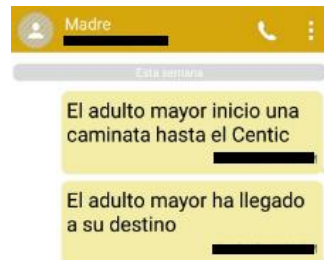 Madre
Esta semana
El adulto mayor inicio una
caminata hasta el Centic
El adulto mayor ha llegado
a su destino